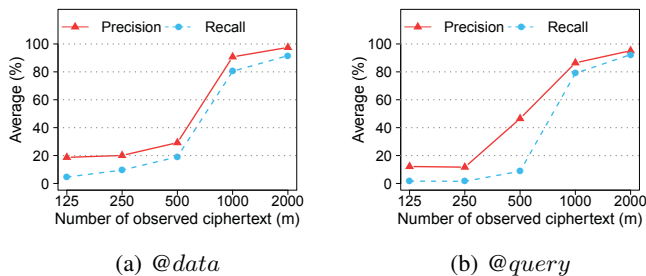 Precision Recall
100
80
60
40
20
0
Average (%)
125 250 500 1000 2000
Number of observed ciphertext (m)
(a) @data
Precision Recall
100
80
60
40
20
0
Average (%)
125 250 500 1000 2000
Number of observed ciphertext (m)
(b) @query